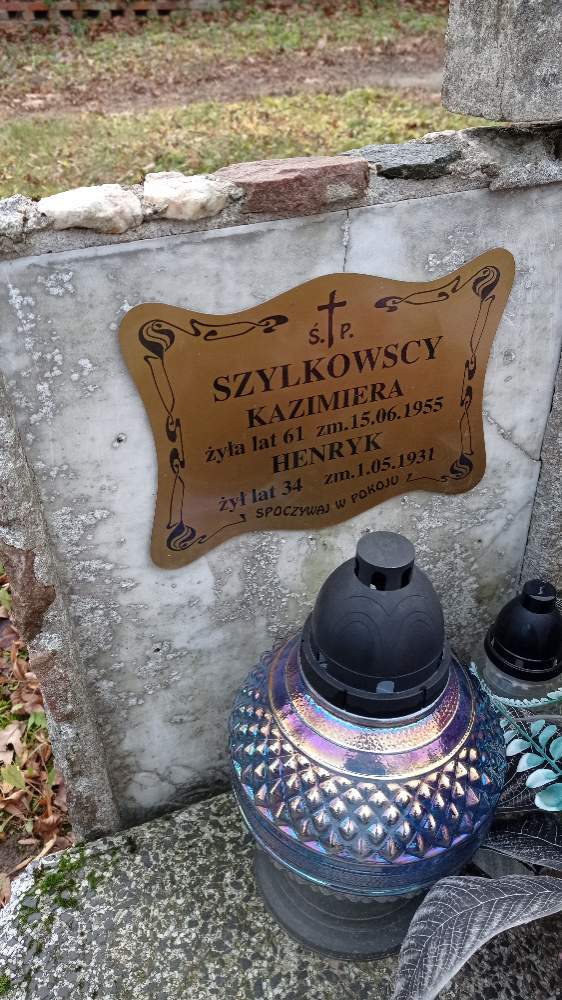 Ś. P.
SZYLKOWSCY
KAZIMIERA
żyła lat 61 zm.15.06.1955
HENRYK
żył lat 34 zm.1.05.1931
SPOCZYWAJ W POKOJU